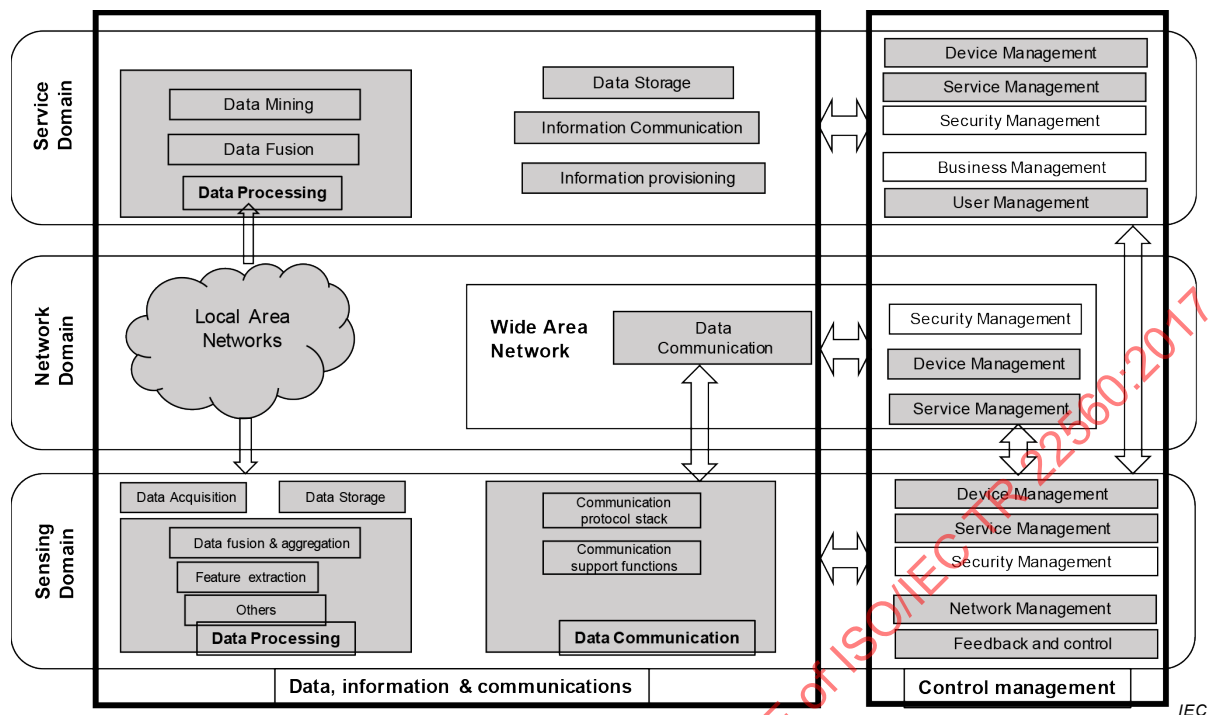 Service
Domain
Data Mining
Data Fusion
Data Processing
Data Storage
Information Communication
Information provisioning
Device Management
Service Management
Security Management
Business Management
User Management
Network
Domain
Local Area
Networks
Wide Area
Network
Data
Communication
Security Management
Device Management
Service Management
Sensing
Domain
Data Acquisition
Data Storage
Data fusion & aggregation
Feature extraction
Others
Data Processing
Communication
protocol stack
Communication
support functions
Data Communication
Device Management
Service Management
Security Management
Network Management
Feedback and control
Data, information & communications
Control management
IEC
of ISO/IEC TR 22560:2017